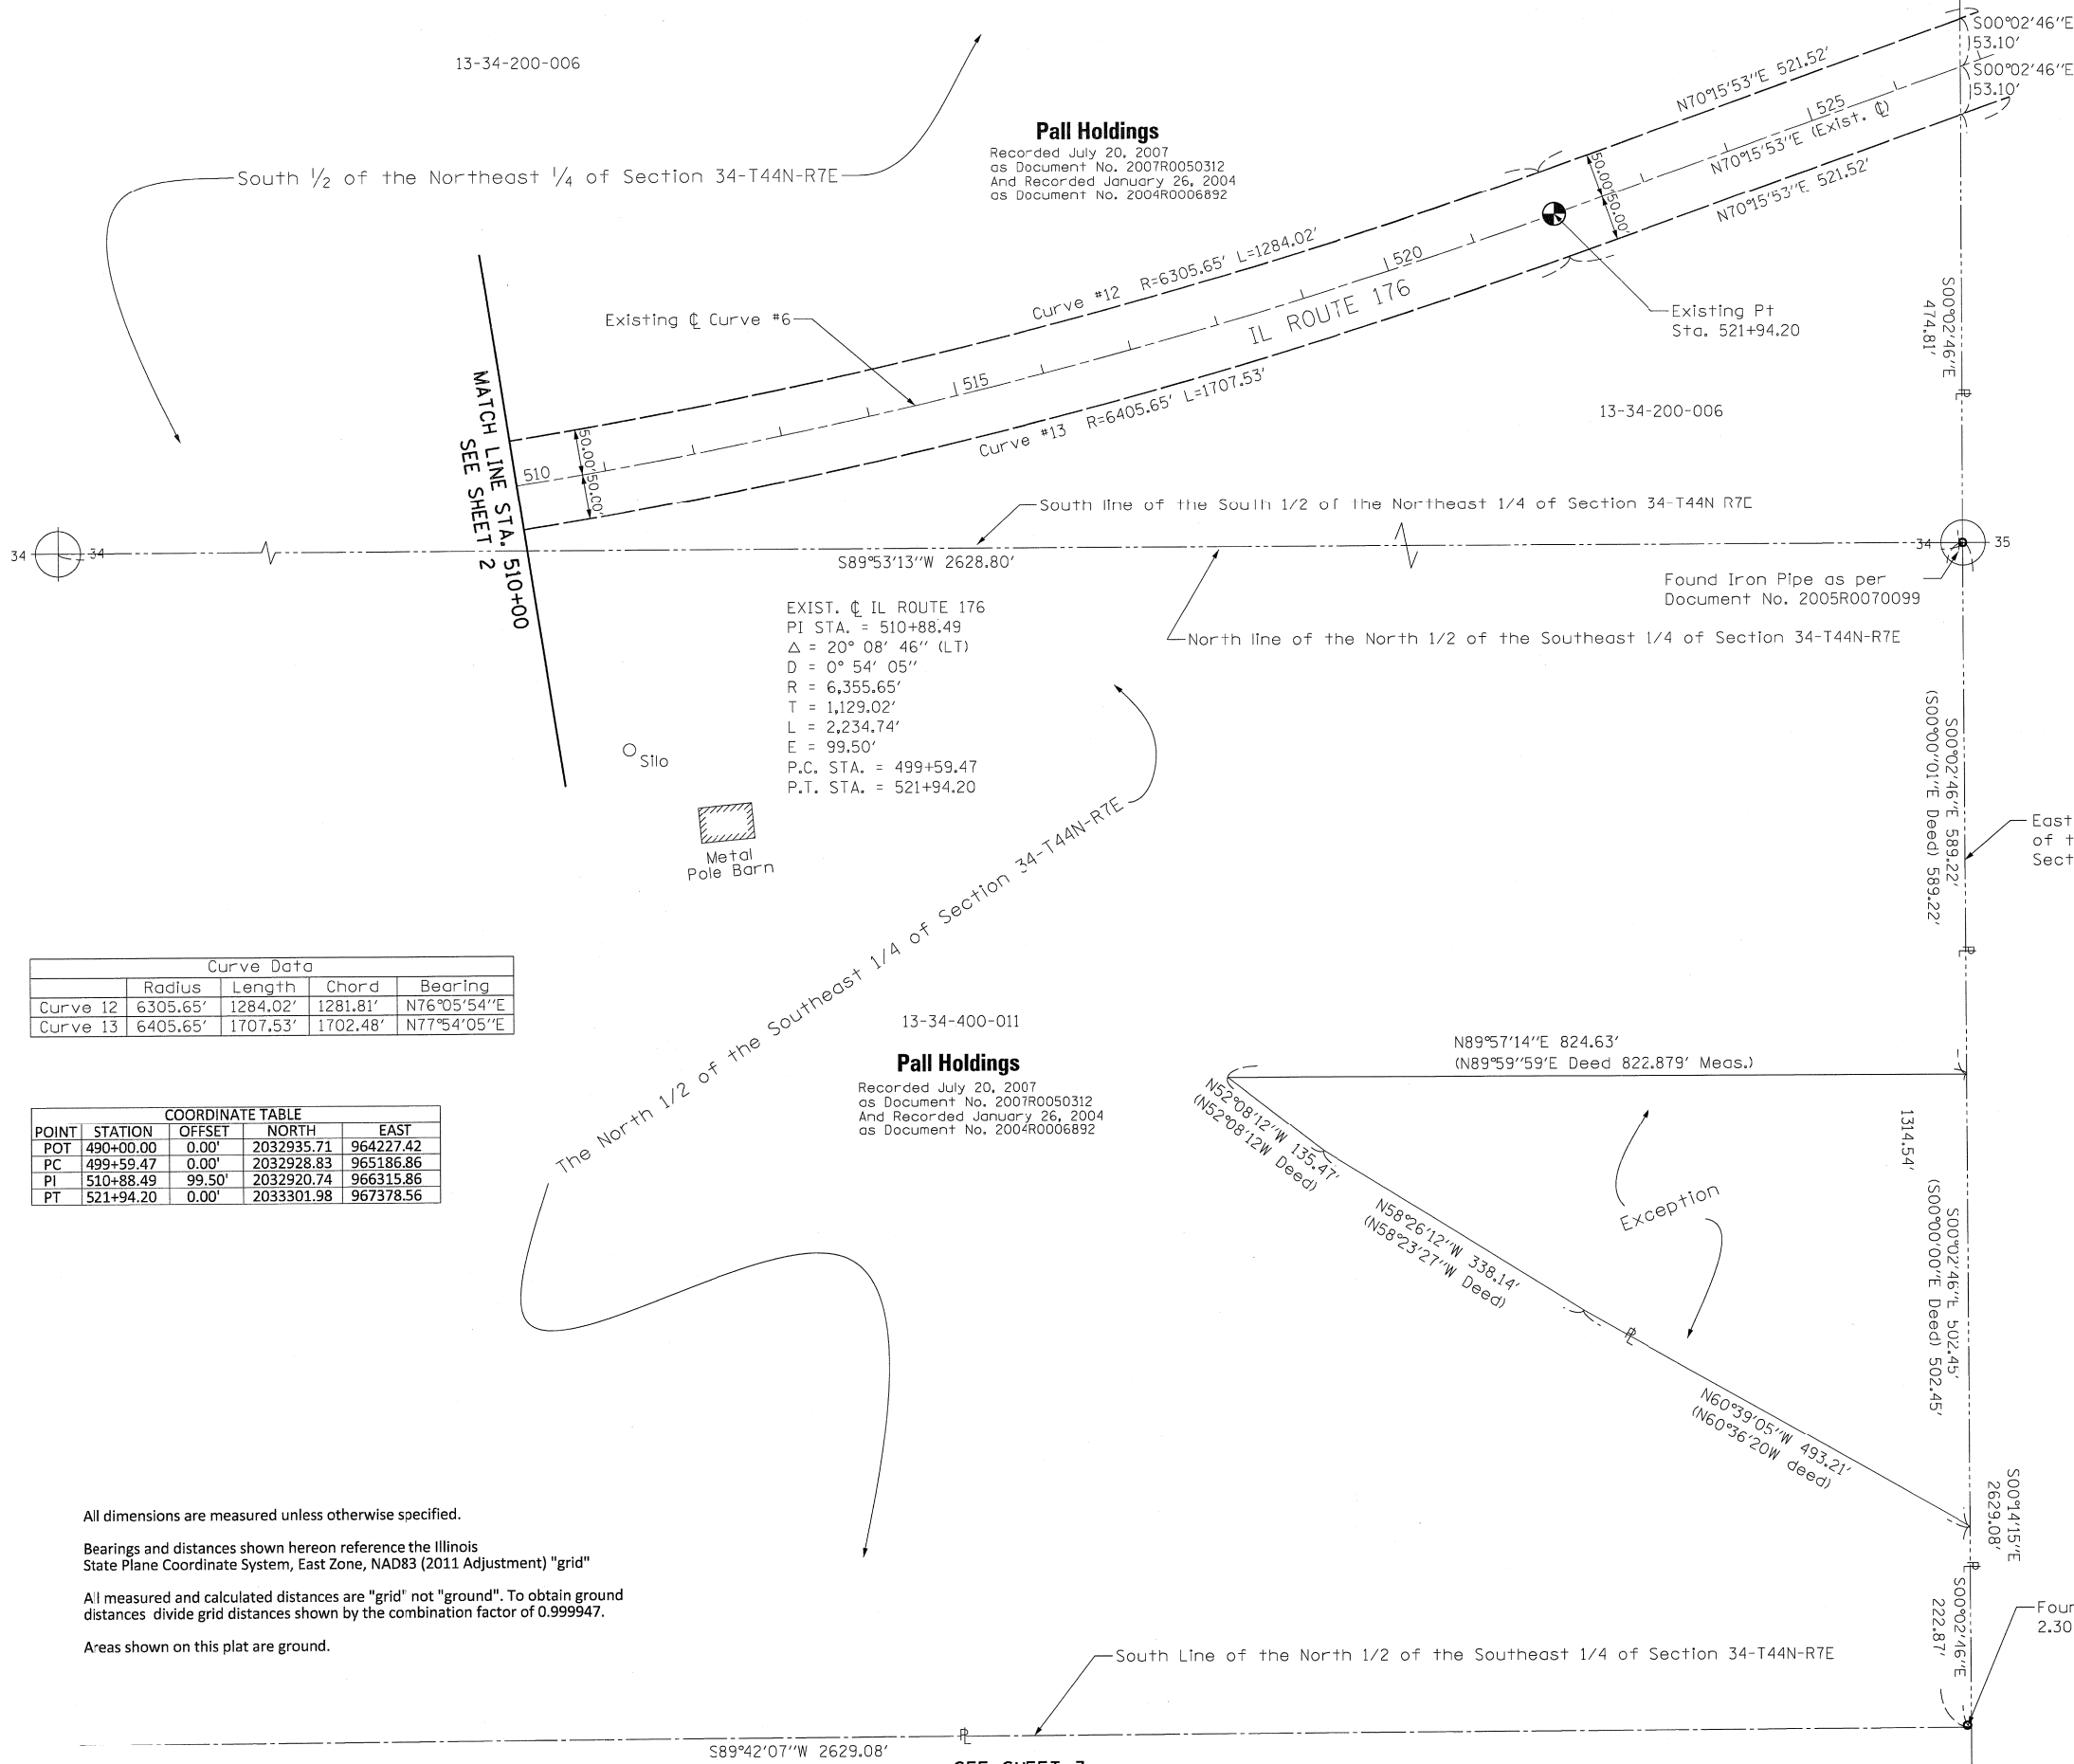 13-34-200-006
South ½ of the Northeast ¼ of Section 34-T44N-R7E
Pall Holdings
Recorded July 20, 2007
as Document No. 2007R0050312
And Recorded January 26, 2004
as Document No. 2004R0006892
S00°02'46"E
53.10'
S00°02'46"E
53.10'
N70°15'53"E 521.52'
525
N70°15'53"E (Exist. ℄)
N70°15'53"E 521.52'
50.00'
50.00'
Curve #12 R=6305.65' L=1284.02'
520
IL ROUTE 176
Existing ℄ Curve #6
Existing Pt
Sta. 521+94.20
S00°02'46"E
474.81'
515
Curve #13 R=6405.65' L=1707.53'
13-34-200-006
MATCH LINE STA. 510+00
SEE SHEET 2
510
50.00'
50.00'
South line of the South 1/2 of the Northeast 1/4 of Section 34-T44N R7E
34
34
34
35
S89°53'13"W 2628.80'
Found Iron Pipe as per
Document No. 2005R0070099
North line of the North 1/2 of the Southeast 1/4 of Section 34-T44N-R7E
EXIST. ℄ IL ROUTE 176
PI STA. = 510+88.49
△ = 20° 08' 46" (LT)
D = 0° 54' 05"
R = 6,355.65'
T = 1,129.02'
L = 2,234.74'
E = 99.50'
P.C. STA. = 499+59.47
P.T. STA. = 521+94.20
Silo
Metal
Pole Barn
S00°02'46"E 589.22'
(S00°00"01'E Deed) 589.22'
East
of t
Sect
The North 1/2 of the Southeast 1/4 of Section 34-T44N-R7E
Curve Data
Radius Length Chord Bearing
Curve 12 6305.65' 1284.02' 1281.81' N76°05'54"E
Curve 13 6405.65' 1707.53' 1702.48' N77°54'05"E
13-34-400-011
Pall Holdings
Recorded July 20, 2007
as Document No. 2007R0050312
And Recorded January 26, 2004
as Document No. 2004R0006892
N89°57'14"E 824.63'
(N89°59"59'E Deed 822.879' Meas.)
N52°08'12"W 135.47'
(N52°08'12W Deed)
N58°26'12"W 338.14'
(N58°23'27"W Deed)
Exception
N60°39'05"W 493.21'
(N60°36'20W deed)
1314.54'
S00°02'46"E 502.45'
(S00°00'00"E Deed) 502.45'
COORDINATE TABLE
POINT STATION OFFSET NORTH EAST
POT 490+00.00 0.00' 2032935.71 964227.42
PC 499+59.47 0.00' 2032928.83 965186.86
PI 510+88.49 99.50' 2032920.74 966315.86
PT 521+94.20 0.00' 2033301.98 967378.56
S00°14'15"E
2629.08'
S00°02'46"E
222.87'
Four
2.30
All dimensions are measured unless otherwise specified.
Bearings and distances shown hereon reference the Illinois
State Plane Coordinate System, East Zone, NAD83 (2011 Adjustment) "grid"
All measured and calculated distances are "grid" not "ground". To obtain ground
distances divide grid distances shown by the combination factor of 0.999947.
Areas shown on this plat are ground.
South Line of the North 1/2 of the Southeast 1/4 of Section 34-T44N-R7E
S89°42'07"W 2629.08'